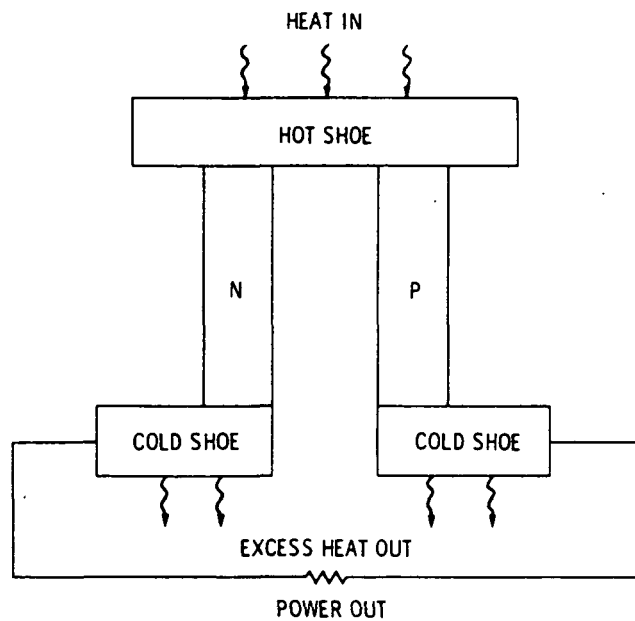 HEAT IN
HOT SHOE
N
P
COLD SHOE
COLD SHOE
EXCESS HEAT OUT
POWER OUT